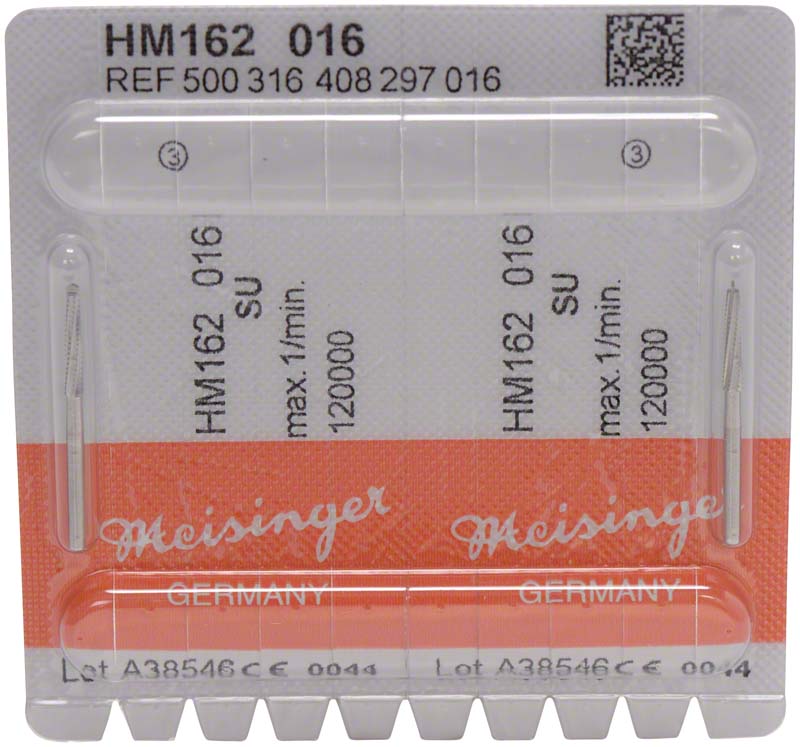 HM162 016
REF 500 316 408 297 016
3
3
HM162 016
SU
max. 1/min.
120000
HM162 016
SU
max. 1/min.
120000
Meisinger
GERMANY
Meisinger
GERMANY
Lot A38546 CE 0044
Lot A38546 CE 0044